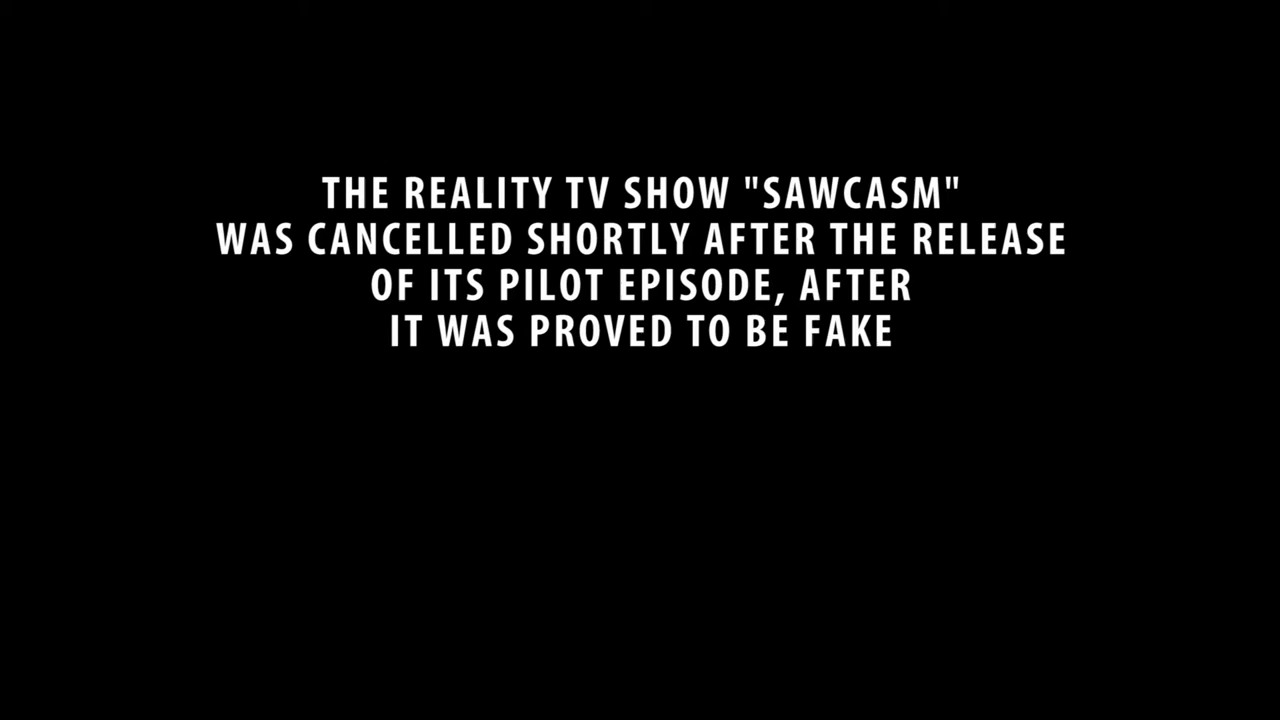 THE REALITY TV SHOW "SAWCASM"
WAS CANCELLED SHORTLY AFTER THE RELEASE
OF ITS PILOT EPISODE, AFTER
IT WAS PROVED TO BE FAKE